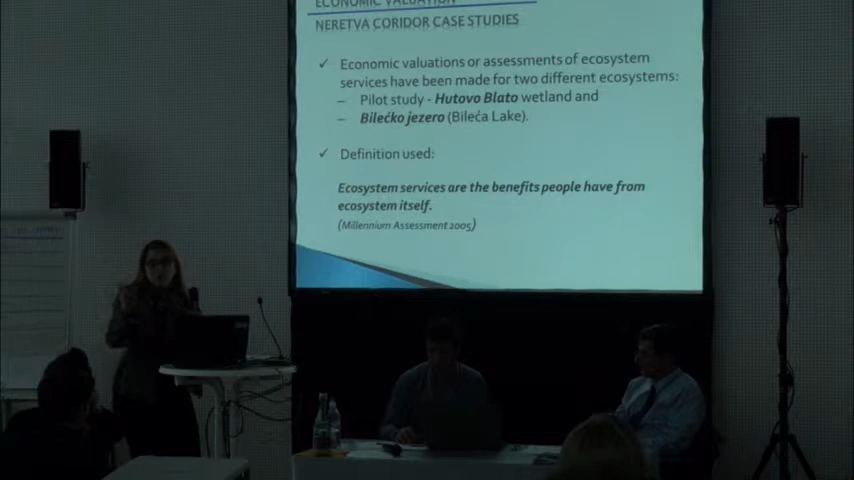 ECONOMIC VALUATION
NERETVA CORIDOR CASE STUDIES
✓ Economic valuations or assessments of ecosystem
services have been made for two different ecosystems:
– Pilot study - Hutovo Blato wetland and
– Bilećko jezero (Bileća Lake).
✓ Definition used:
Ecosystem services are the benefits people have from
ecosystem itself.
(Millennium Assessment 2005)